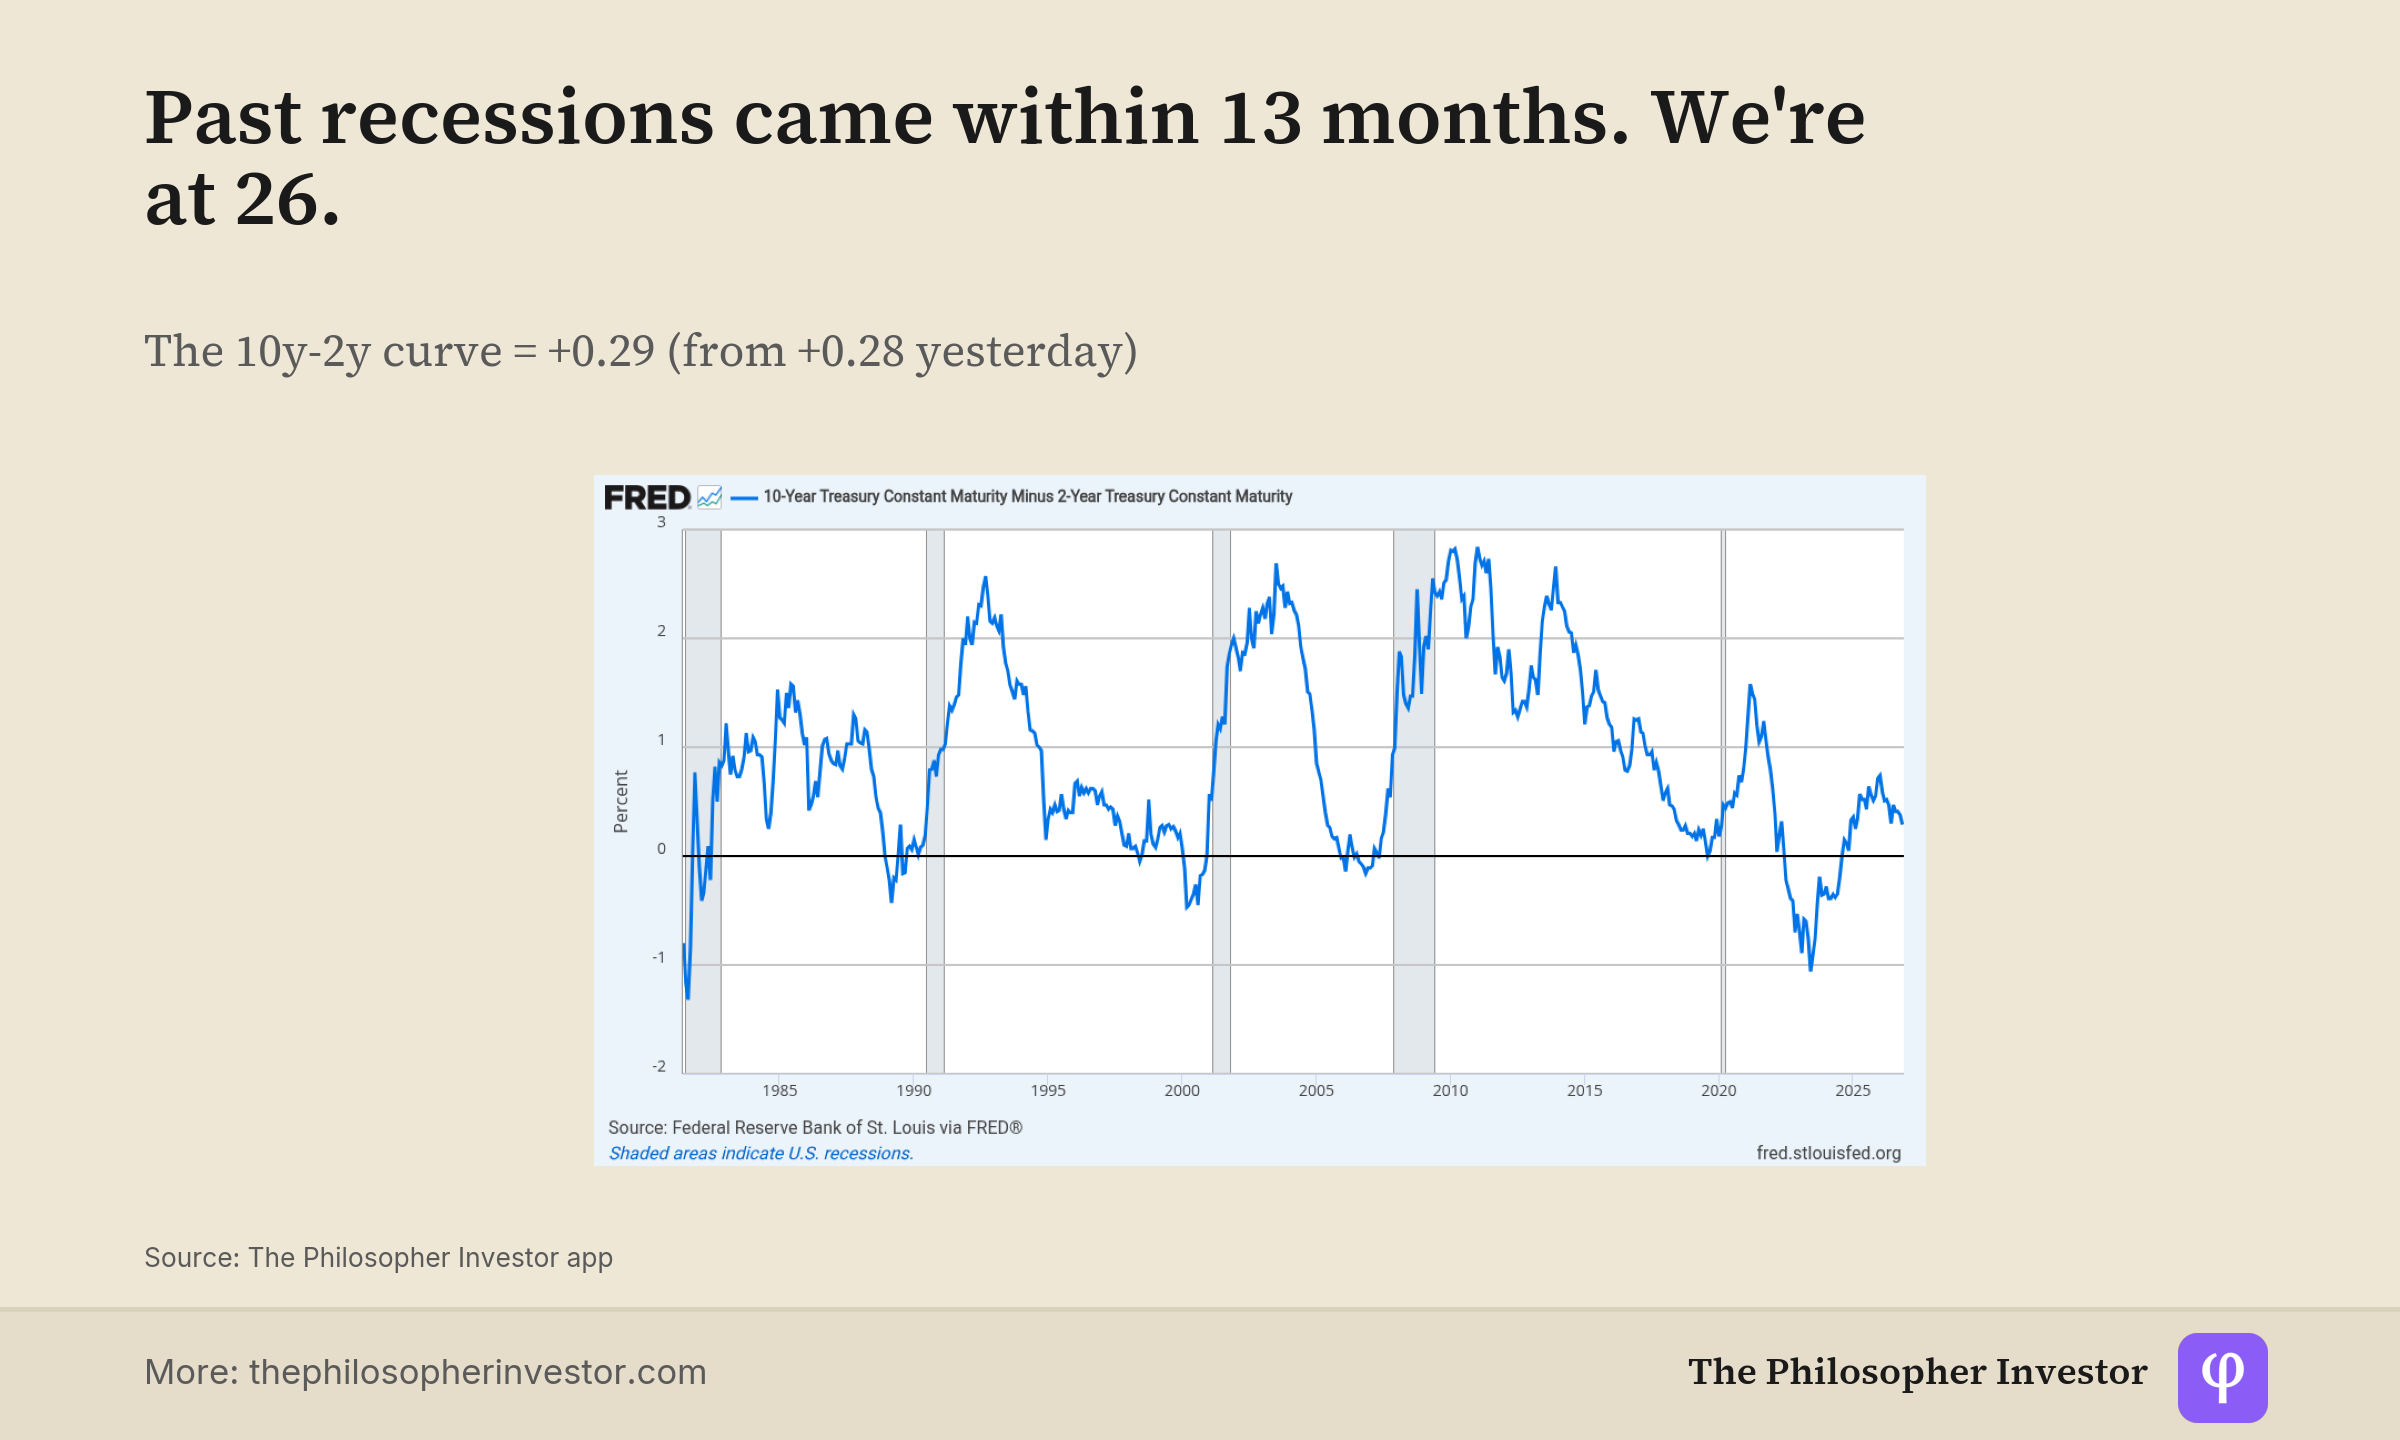 Past recessions came within 13 months. We're
at 26.
The 10y-2y curve = +0.29 (from +0.28 yesterday)
FRED
10-Year Treasury Constant Maturity Minus 2-Year Treasury Constant Maturity
3
2
1
0
-1
-2
Percent
1985 1990 1995 2000 2005 2010 2015 2020 2025
Source: Federal Reserve Bank of St. Louis via FRED®
Shaded areas indicate U.S. recessions.
fred.stlouisfed.org
Source: The Philosopher Investor app
More: thephilosopherinvestor.com
The Philosopher Investor
φ